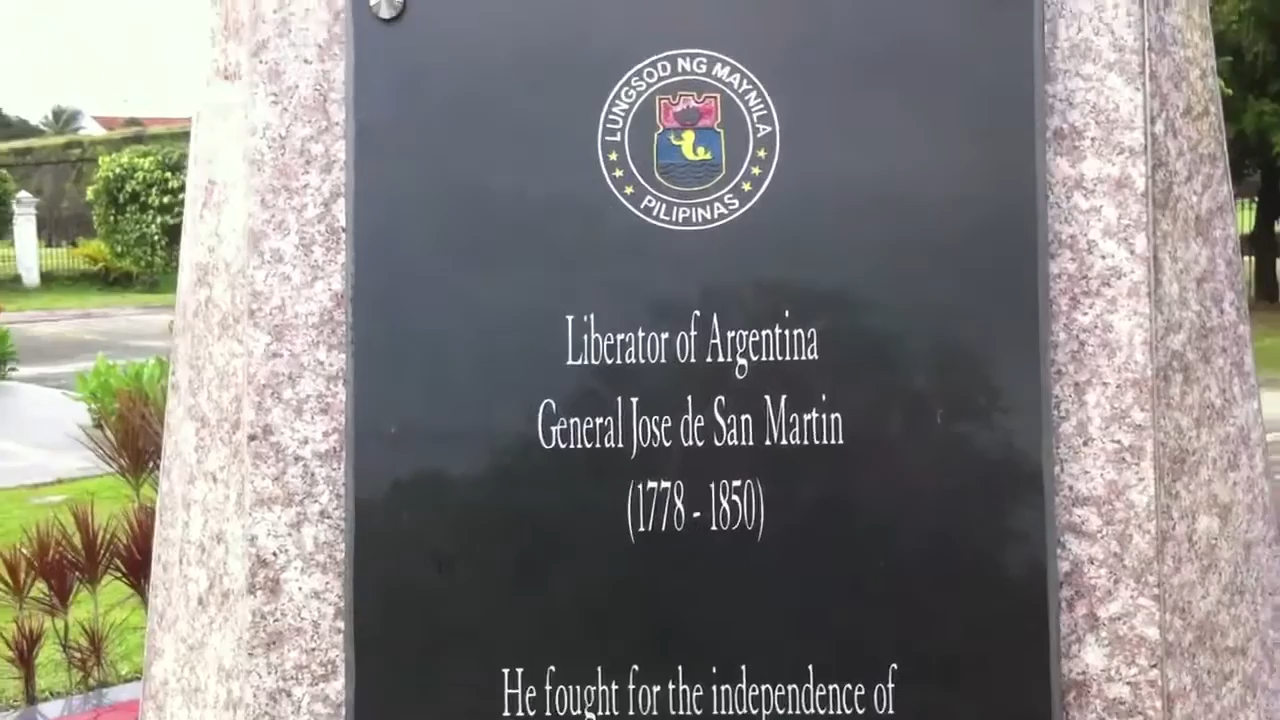 LUNGSOD NG MAYNILA
PILIPINAS
Liberator of Argentina
General Jose de San Martin
(1778 - 1850)
He fought for the independence of